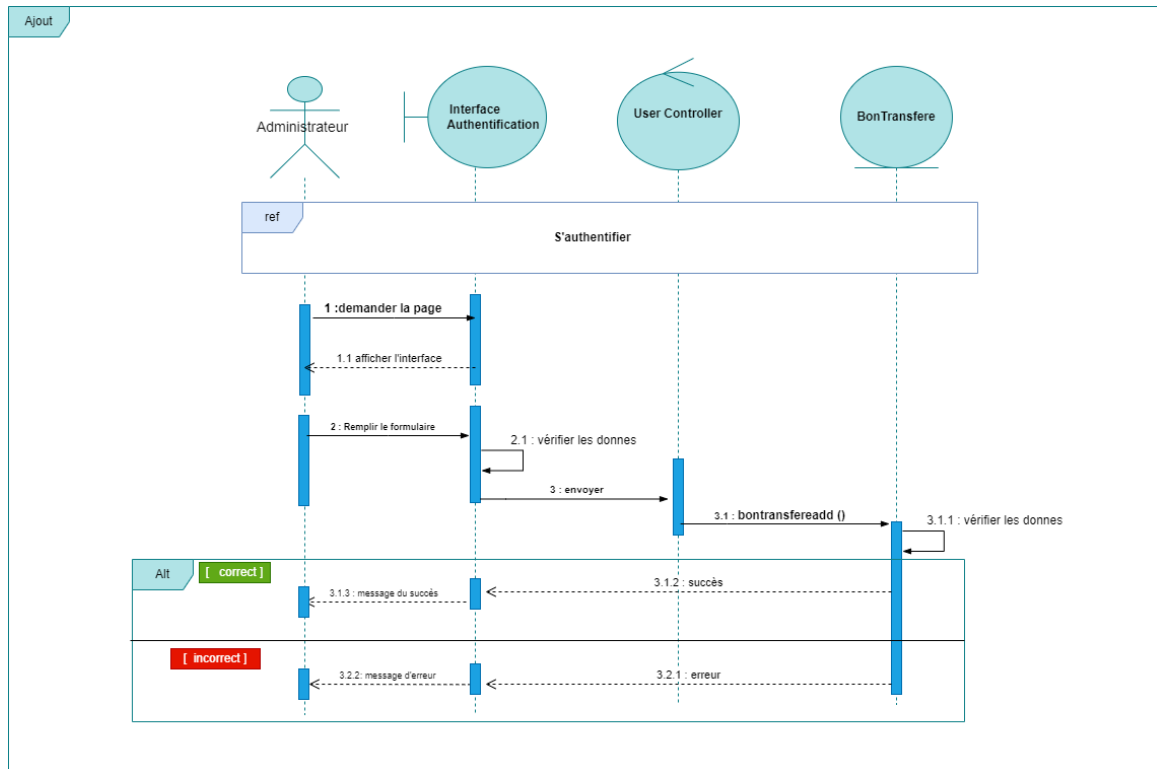 Ajout
Administrateur
Interface
Authentification
User Controller
BonTransfere
ref
S'authentifier
1 :demander la page
1.1 afficher l'interface
2 : Remplir le formulaire
2.1 : vérifier les donnes
3 : envoyer
3.1: bontransfereadd ()
3.1.1 : vérifier les donnes
Alt
[ correct ]
3.1.2 : succès
3.1.3 : message du succés
[ incorrect ]
3.2.1 : erreur
3.2.2: message d'erreur